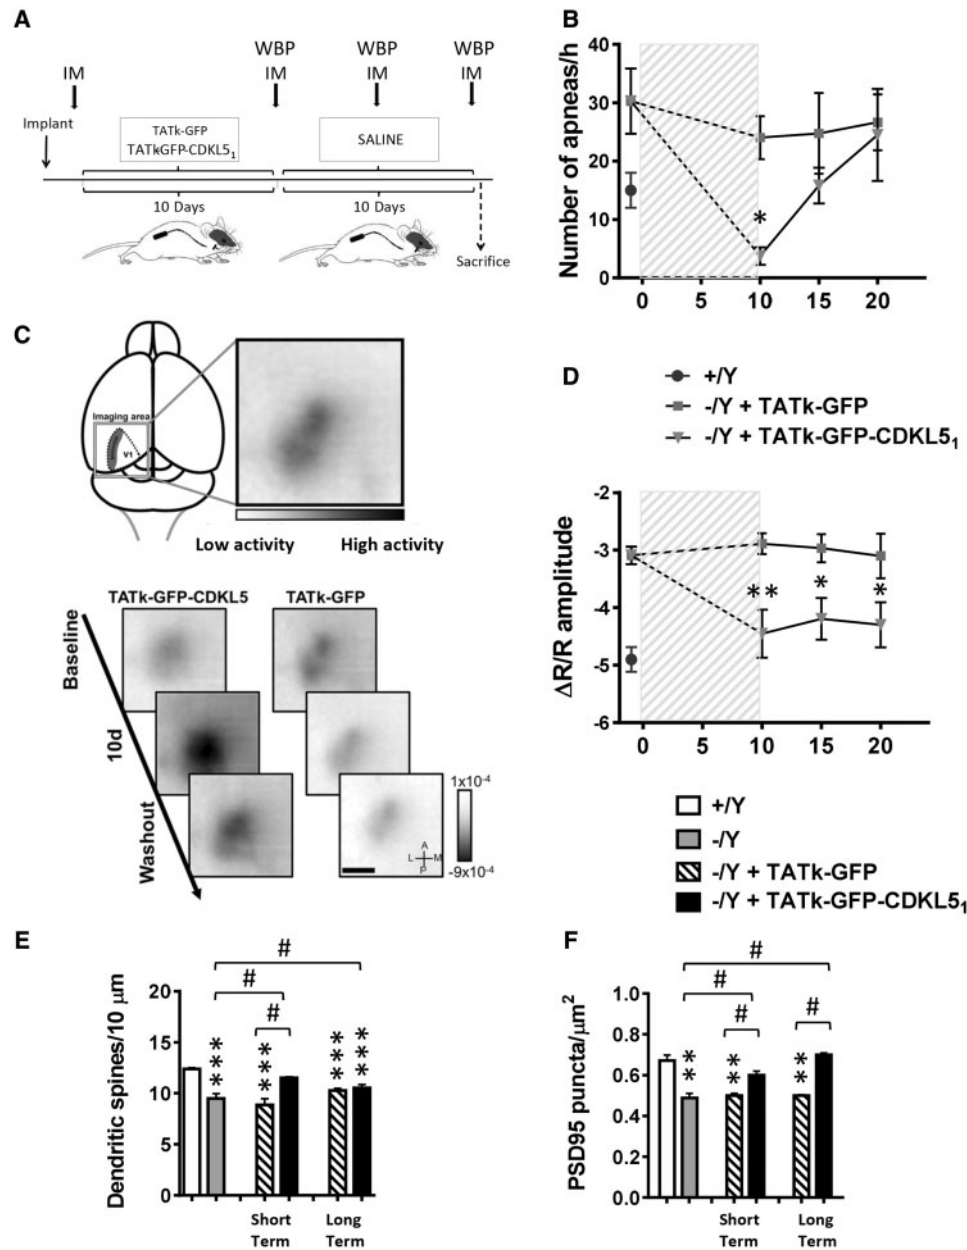 A
WBP WBP WBP
IM IM IM IM
Implant
TATk-GFP
TATkGFP-CDKL5₁
SALINE
10 Days 10 Days
Sacrifice
B
Number of apneas/h
40
30
20
10
0
0 5 10 15 20
*
C
Imaging area
V1
Low activity High activity
TATk-GFP-CDKL5 TATk-GFP
Baseline
10d
Washout
1x10⁻⁴
-9x10⁻⁴
A
L M
P
D
+/Y
-/Y + TATk-GFP
-/Y + TATk-GFP-CDKL5₁
ΔR/R amplitude
-2
-3
-4
-5
-6
0 5 10 15 20
** * *
+/Y
-/Y
-/Y + TATk-GFP
-/Y + TATk-GFP-CDKL5₁
E
Dendritic spines/10 μm
20
15
10
5
0
#
#
#
*** *** *** ***
Short Long
Term Term
F
PSD95 puncta/μm²
1.0
0.8
0.6
0.4
0.2
0.0
#
#
# #
** ** **
Short Long
Term Term